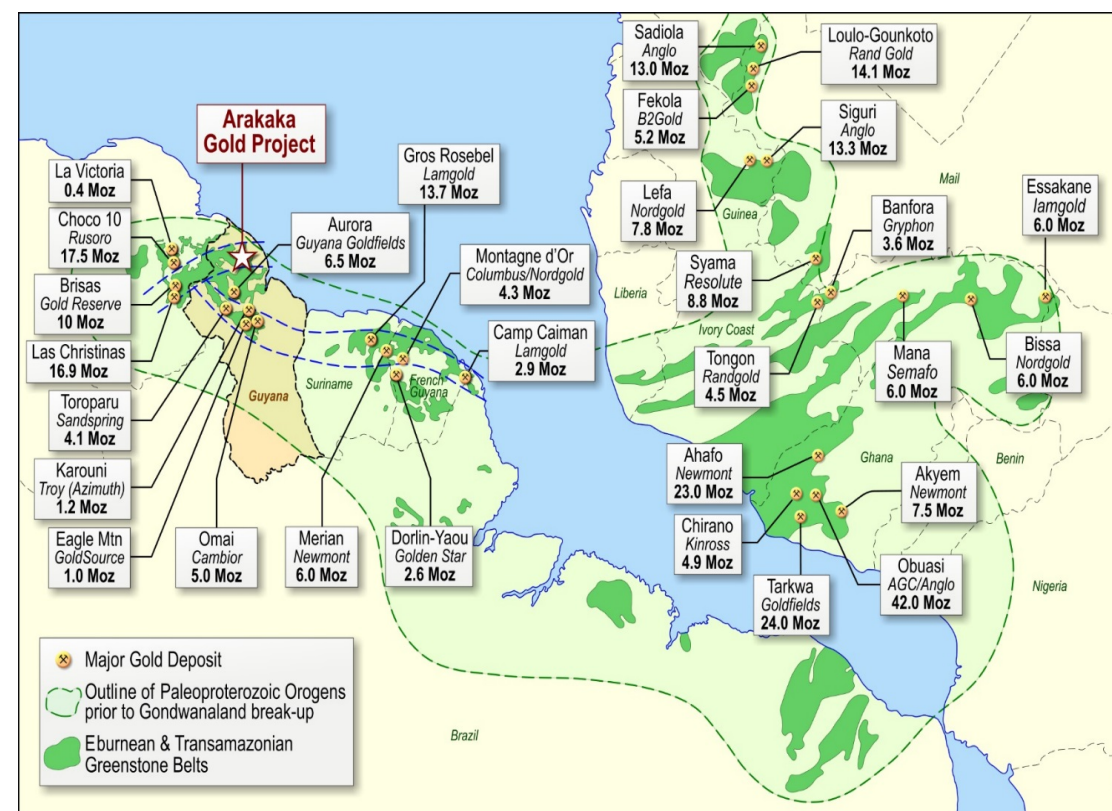 Arakaka
Gold Project
La Victoria
0.4 Moz
Choco 10
Rusoro
17.5 Moz
Brisas
Gold Reserve
10 Moz
Las Christinas
16.9 Moz
Toroparu
Sandspring
4.1 Moz
Karouni
Troy (Azimuth)
1.2 Moz
Eagle Mtn
GoldSource
1.0 Moz
Aurora
Guyana Goldfields
6.5 Moz
Gros Rosebel
Lamgold
13.7 Moz
Montagne d'Or
Columbus/Nordgold
4.3 Moz
Camp Caiman
Lamgold
2.9 Moz
Omai
Cambior
5.0 Moz
Merian
Newmont
6.0 Moz
Dorlin-Yaou
Golden Star
2.6 Moz
Guyana
Suriname
French
Guyana
Brazil
Sadiola
Anglo
13.0 Moz
Loulo-Gounkoto
Rand Gold
14.1 Moz
Fekola
B2Gold
5.2 Moz
Siguri
Anglo
13.3 Moz
Lefa
Nordgold
7.8 Moz
Guinea
Mail
Banfora
Gryphon
3.6 Moz
Essakane
Iamgold
6.0 Moz
Syama
Resolute
8.8 Moz
Liberia
Ivory Coast
Tongon
Randgold
4.5 Moz
Mana
Semafo
6.0 Moz
Bissa
Nordgold
6.0 Moz
Ahafo
Newmont
23.0 Moz
Ghana
Benin
Akyem
Newmont
7.5 Moz
Chirano
Kinross
4.9 Moz
Obuasi
AGC/Anglo
42.0 Moz
Tarkwa
Goldfields
24.0 Moz
Nigeria
Major Gold Deposit
Outline of Paleoproterozoic Orogens
prior to Gondwanaland break-up
Eburnean & Transamazonian
Greenstone Belts